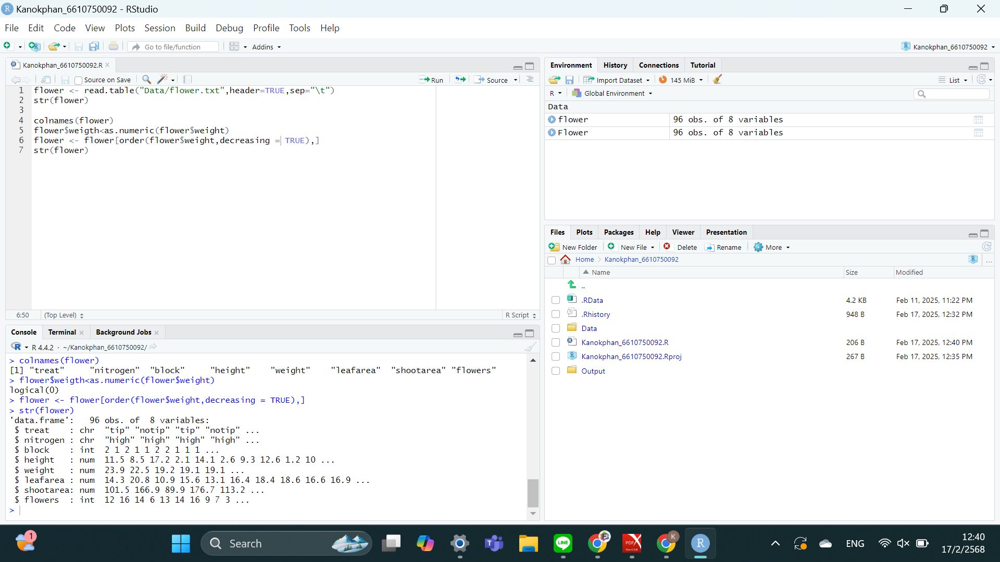 Kanokphan_6610750092 - RStudio
File Edit Code View Plots Session Build Debug Profile Tools Help
Go to file/function Addins Kanokphan_6610750092
Kanokphan_6610750092.R
Source on Save Run Source
1 flower <- read.table("Data/flower.txt",header=TRUE,sep="\t")
2 str(flower)
3
4 colnames(flower)
5 flower$weigth<as.numeric(flower$weight)
6 flower <- flower[order(flower$weight,decreasing = TRUE),]
7 str(flower)
6:50 (Top Level) R Script
Console Terminal Background Jobs
R 4.4.2 · ~/Kanokphan_6610750092/
> colnames(flower)
[1] "treat" "nitrogen" "block" "height" "weight" "leafarea" "shootarea" "flowers"
> flower$weigth<as.numeric(flower$weight)
logical(0)
> flower <- flower[order(flower$weight,decreasing = TRUE),]
> str(flower)
'data.frame': 96 obs. of 8 variables:
$ treat : chr "tip" "notip" "tip" "notip" ...
$ nitrogen : chr "high" "high" "high" "high" ...
$ block : int 2 1 2 1 1 2 2 1 1 1 ...
$ height : num 11.5 8.5 17.2 2.1 14.1 2.6 9.3 12.6 1.2 10 ...
$ weight : num 23.9 22.5 19.2 19.1 19.1 ...
$ leafarea : num 14.3 20.8 10.9 15.6 13.1 16.4 18.4 18.6 16.6 16.9 ...
$ shootarea: num 101.5 166.9 89.9 176.7 113.2 ...
$ flowers : int 12 16 14 6 13 14 16 9 7 3 ...
>
Environment History Connections Tutorial
Import Dataset 145 MiB List
R Global Environment
Data
flower 96 obs. of 8 variables
Flower 96 obs. of 8 variables
Files Plots Packages Help Viewer Presentation
New Folder New File Delete Rename More
Home Kanokphan_6610750092 ...
Name Size Modified
..
.RData 4.2 KB Feb 11, 2025, 11:22 PM
.Rhistory 948 B Feb 17, 2025, 12:32 PM
Data
Kanokphan_6610750092.R 206 B Feb 17, 2025, 12:40 PM
Kanokphan_6610750092.Rproj 267 B Feb 17, 2025, 12:35 PM
Output
1 Search LINE PDF K R ENG 12:40
17/2/2568